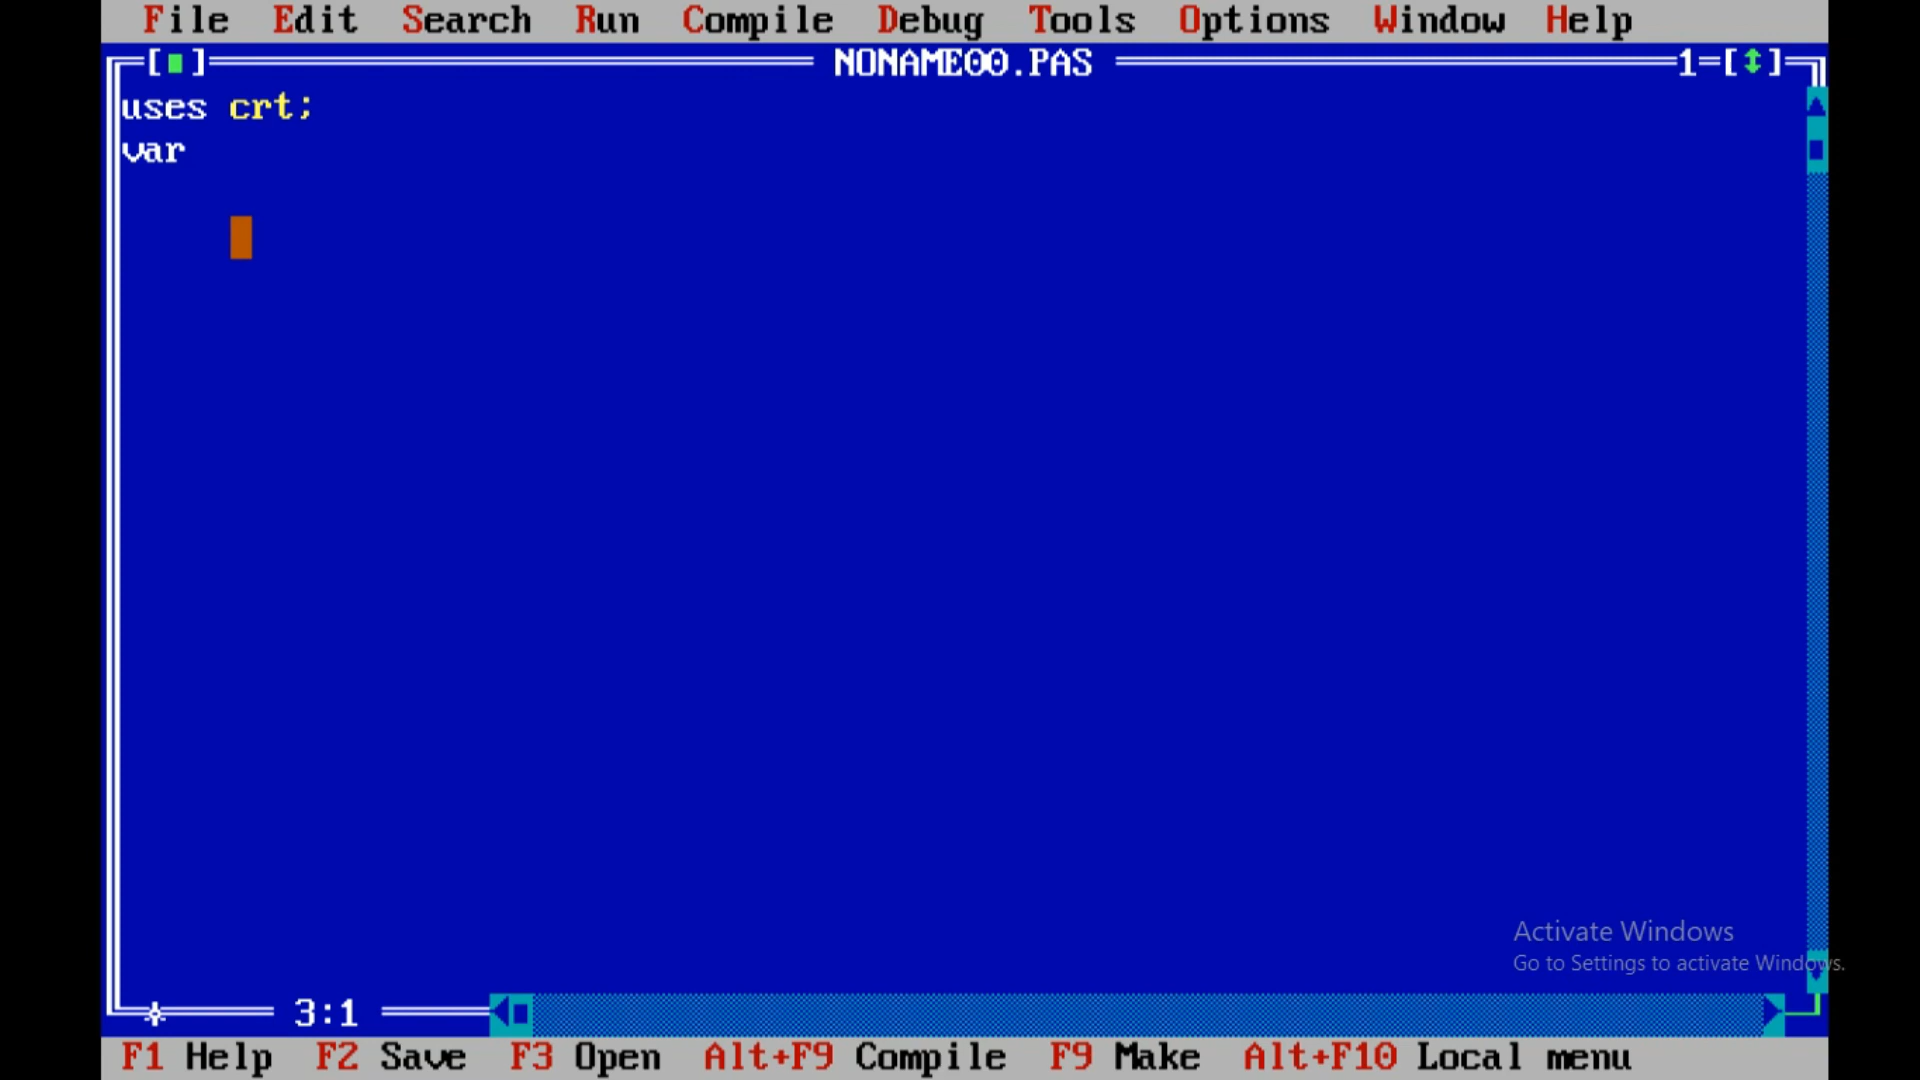 File Edit Search Run Compile Debug Tools Options Window Help
[■] NONAME00.PAS 1=[↕]
uses crt;
var
Activate Windows
Go to Settings to activate Windows.
3:1
F1 Help F2 Save F3 Open Alt+F9 Compile F9 Make Alt+F10 Local menu